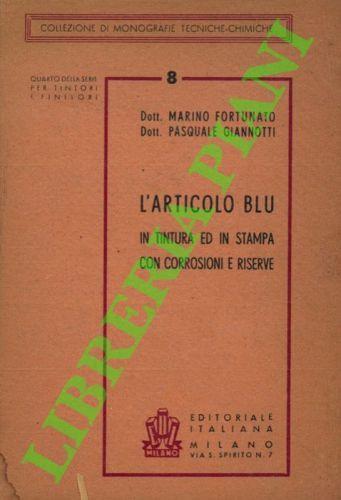 COLLEZIONE DI MONOGRAFIE TECNICHE-CHIMICHE
QUARTO DELLA SERIE
PER TINTORI
E FINITORI
8
Dott. MARINO FORTUNATO
Dott. PASQUALE GIANNOTTI
L'ARTICOLO BLU
IN TINTURA ED IN STAMPA
CON CORROSIONI E RISERVE
EDITORIALE
ITALIANA
MILANO
VIA S. SPIRITO N. 7
MILANO
LIBRERIA PIANI